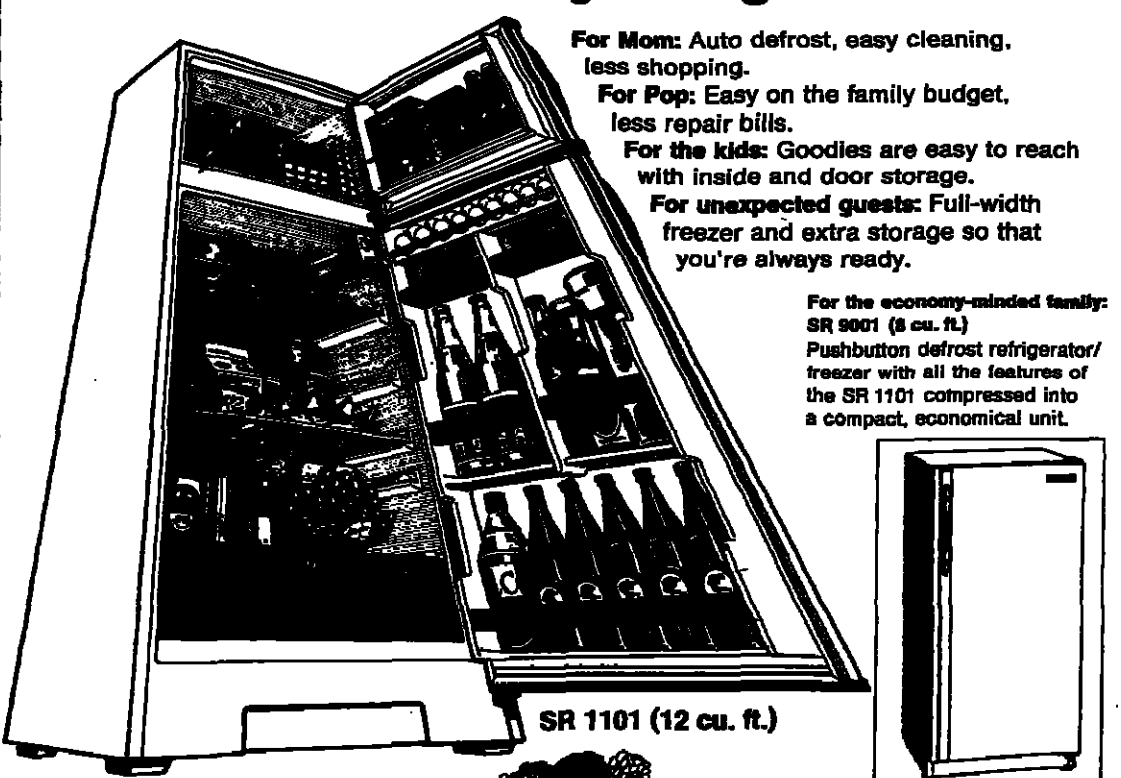 For Mom: Auto defrost, easy cleaning,
less shopping.
For Pop: Easy on the family budget,
less repair bills.
For the kids: Goodies are easy to reach
with inside and door storage.
For unexpected guests: Full-width
freezer and extra storage so that
you're always ready.
For the economy-minded family:
SR 9001 (8 cu. ft.)
Pushbutton defrost refrigerator/
freezer with all the features of
the SR 1101 compressed into
a compact, economical unit.
SR 1101 (12 cu. ft.)